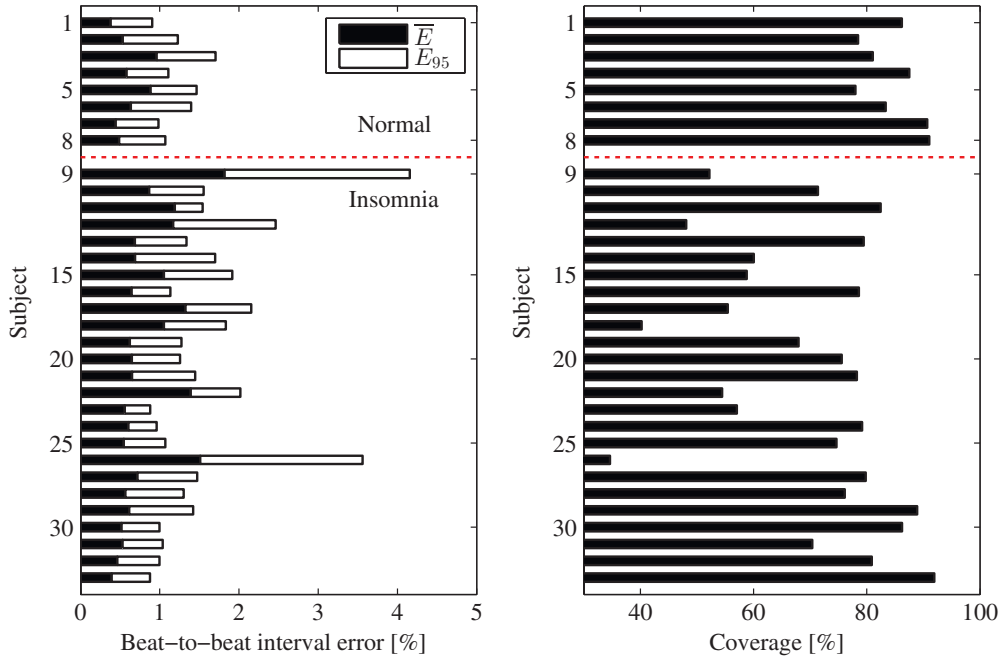 E̅
E₉₅
Normal
Insomnia
1
5
8
9
15
20
25
30
Subject
0 1 2 3 4 5
Beat−to−beat interval error [%]
1
5
8
9
15
20
25
30
Subject
40 60 80 100
Coverage [%]